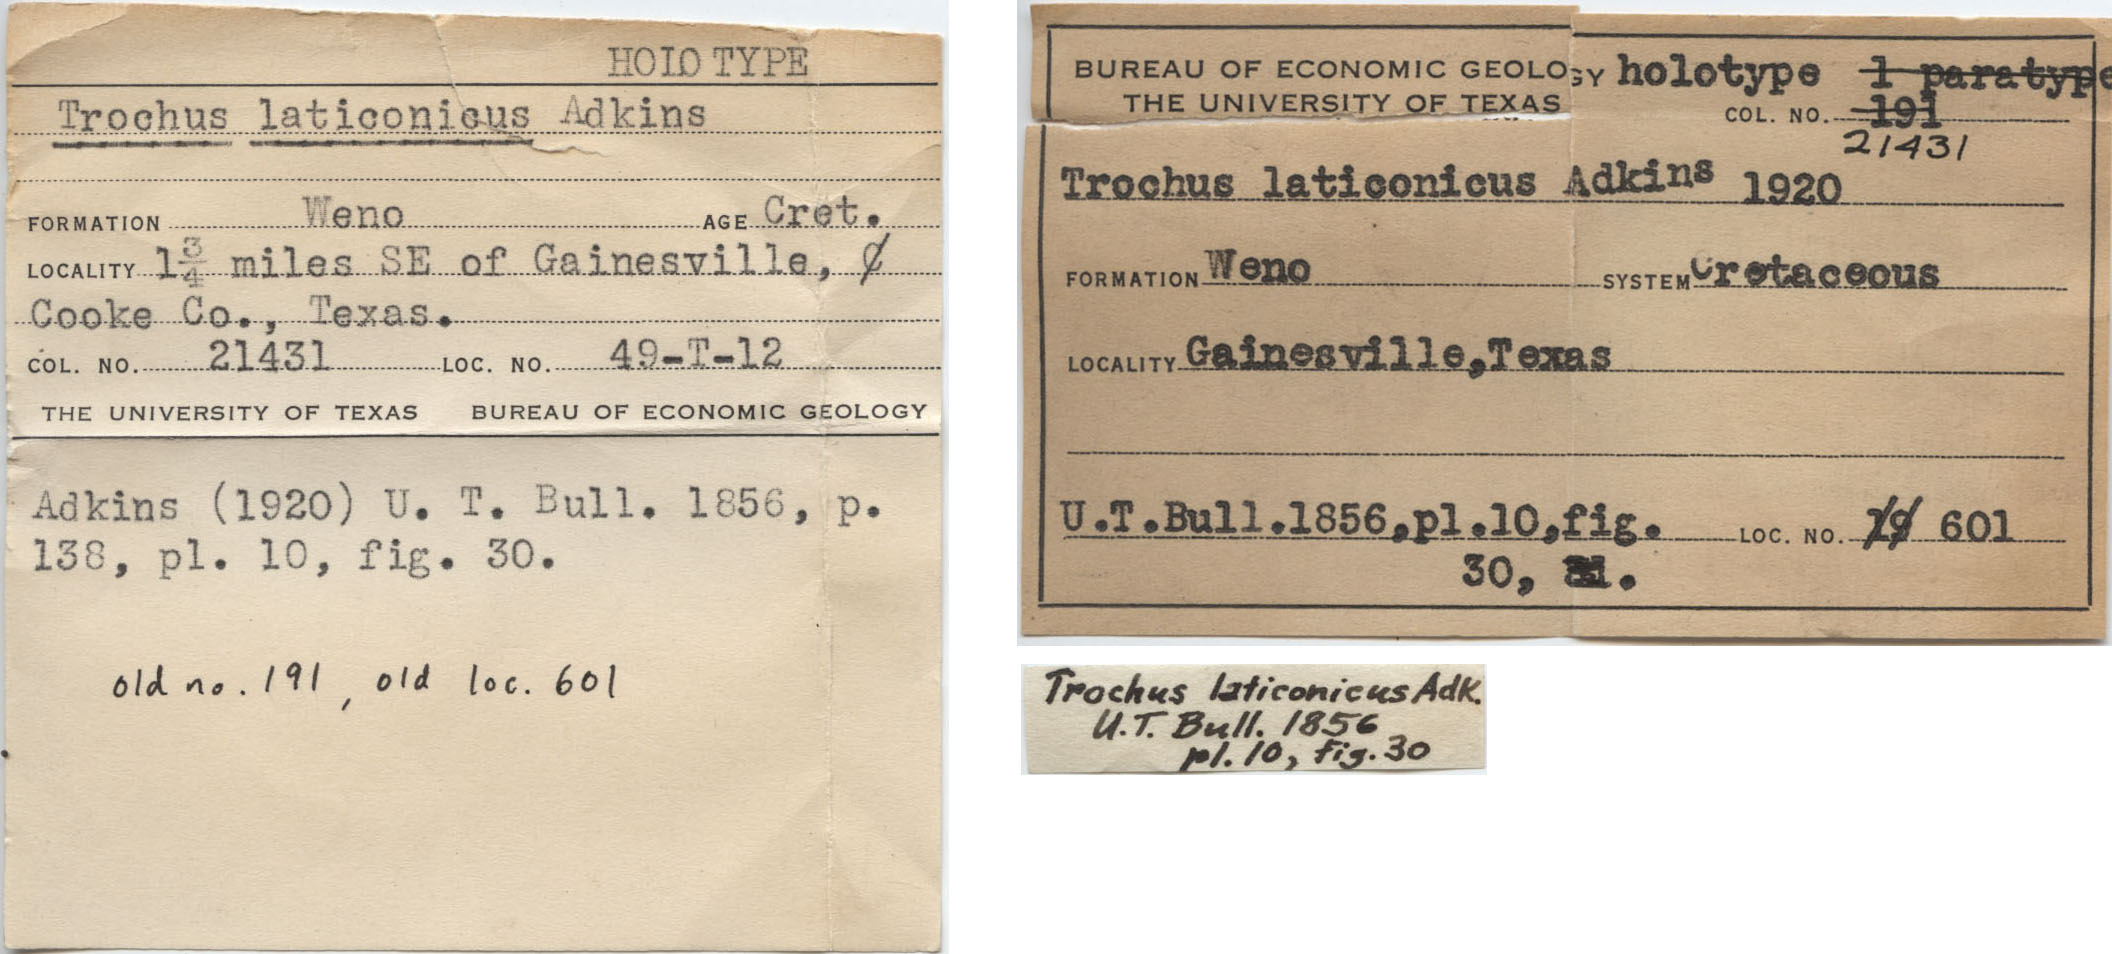 HOLOTYPE
Trochus laticonicus Adkins
FORMATION Weno AGE Cret.
LOCALITY 1 3/4 miles SE of Gainesville, C
Cooke Co., Texas.
COL. NO. 21431 LOC. NO. 49-T-12
THE UNIVERSITY OF TEXAS BUREAU OF ECONOMIC GEOLOGY
Adkins (1920) U. T. Bull. 1856, p.
138, pl. 10, fig. 30.
old no. 191, old loc. 601
BUREAU OF ECONOMIC GEOLOGY holotype 1 paratype
THE UNIVERSITY OF TEXAS COL. NO. 191
21431
Trochus laticonicus Adkins 1920
FORMATION Weno SYSTEM Cretaceous
LOCALITY Gainesville,Texas
U.T.Bull.1856,pl.10,fig. LOC. NO. 19 601
30, .
Trochus laticonicus Adk.
U.T. Bull. 1856
pl. 10, fig. 30